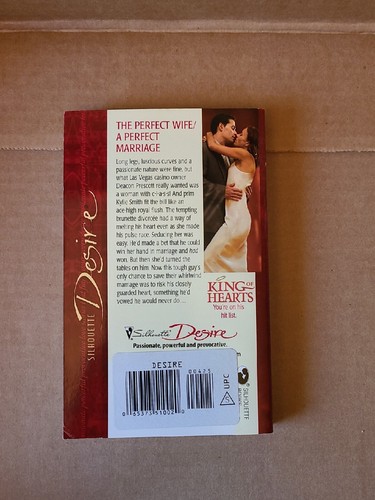 THE PERFECT WIFE/
A PERFECT
MARRIAGE
Long legs, luscious curves and a
passionate nature were fine, but
what Las Vegas casino owner
Deacon Prescott really wanted was
a woman with c-l-a-s-s! And prim
Kylie Smith fit the bill like an
ace-high royal flush. The tempting
brunette divorcée had a way of
melting his heart even as she made
his pulse race. Seducing her was
easy. He'd made a bet that he could
win her hand in marriage and had
won. But then she'd turned the
tables on him. Now this tough guy's
only chance to save their whirlwind
marriage was to risk his closely
guarded heart, something he'd
vowed he would never do ...
KING OF
HEARTS
You're on his
hit list.
Silhouette Desire
Passionate, powerful and provocative.
SILHOUETTE Desire
DESIRE
00425
0 65373 51002 0
UPC
SILHOUETTE